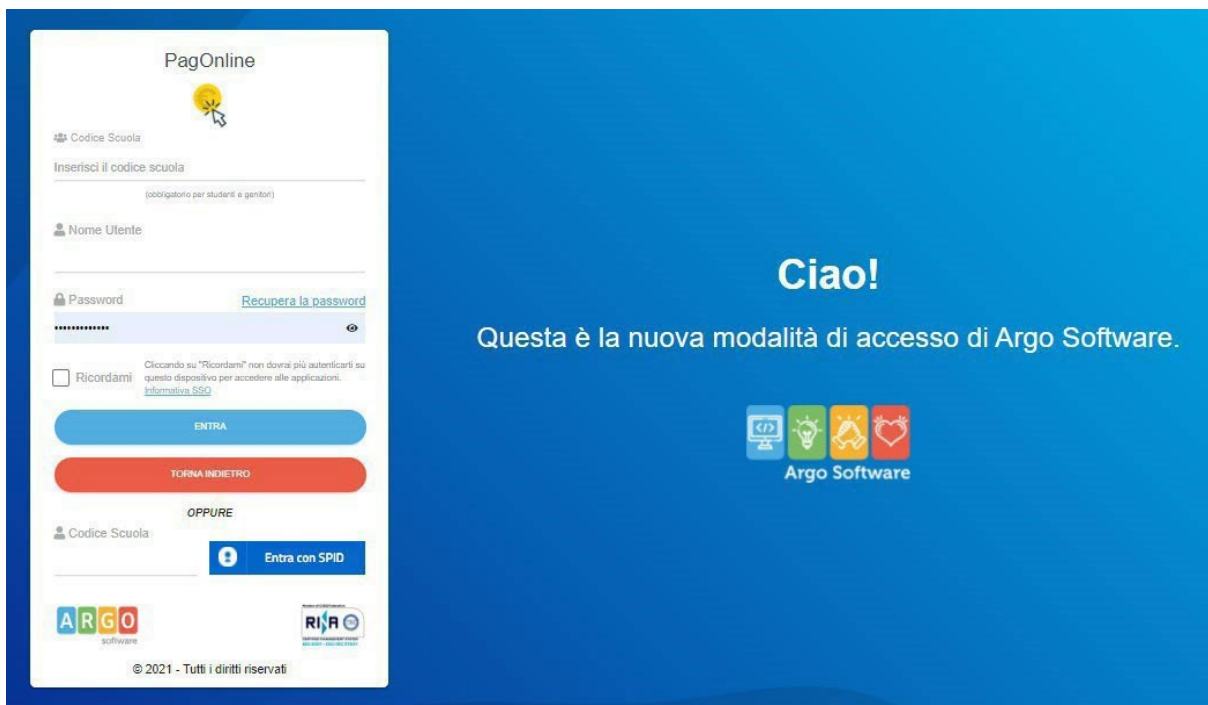 PagOnline
Codice Scuola
Inserisci il codice scuola
(obbligatorio per studenti e genitori)
Nome Utente
Password
Recupera la password
•••••••••••••
Ricordami
Cliccando su "Ricordami" non dovrai più autenticarti su
questo dispositivo per accedere alle applicazioni.
Informativa SSO
ENTRA
TORNA INDIETRO
OPPURE
Codice Scuola
Entra con SPID
ARGO
software
RINA
© 2021 - Tutti i diritti riservati
Ciao!
Questa è la nuova modalità di accesso di Argo Software.
Argo Software